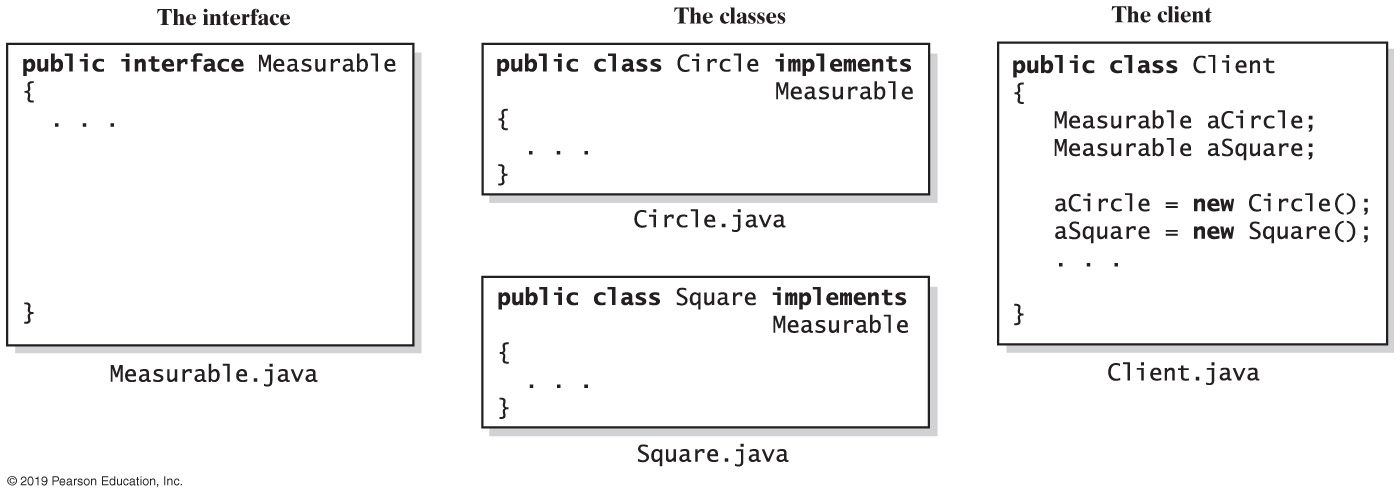 The interface
public interface Measurable
{
. . .
}
Measurable.java
The classes
public class Circle implements
Measurable
{
. . .
}
Circle.java
public class Square implements
Measurable
{
. . .
}
Square.java
The client
public class Client
{
Measurable aCircle;
Measurable aSquare;
aCircle = new Circle();
aSquare = new Square();
. . .
}
Client.java
© 2019 Pearson Education, Inc.